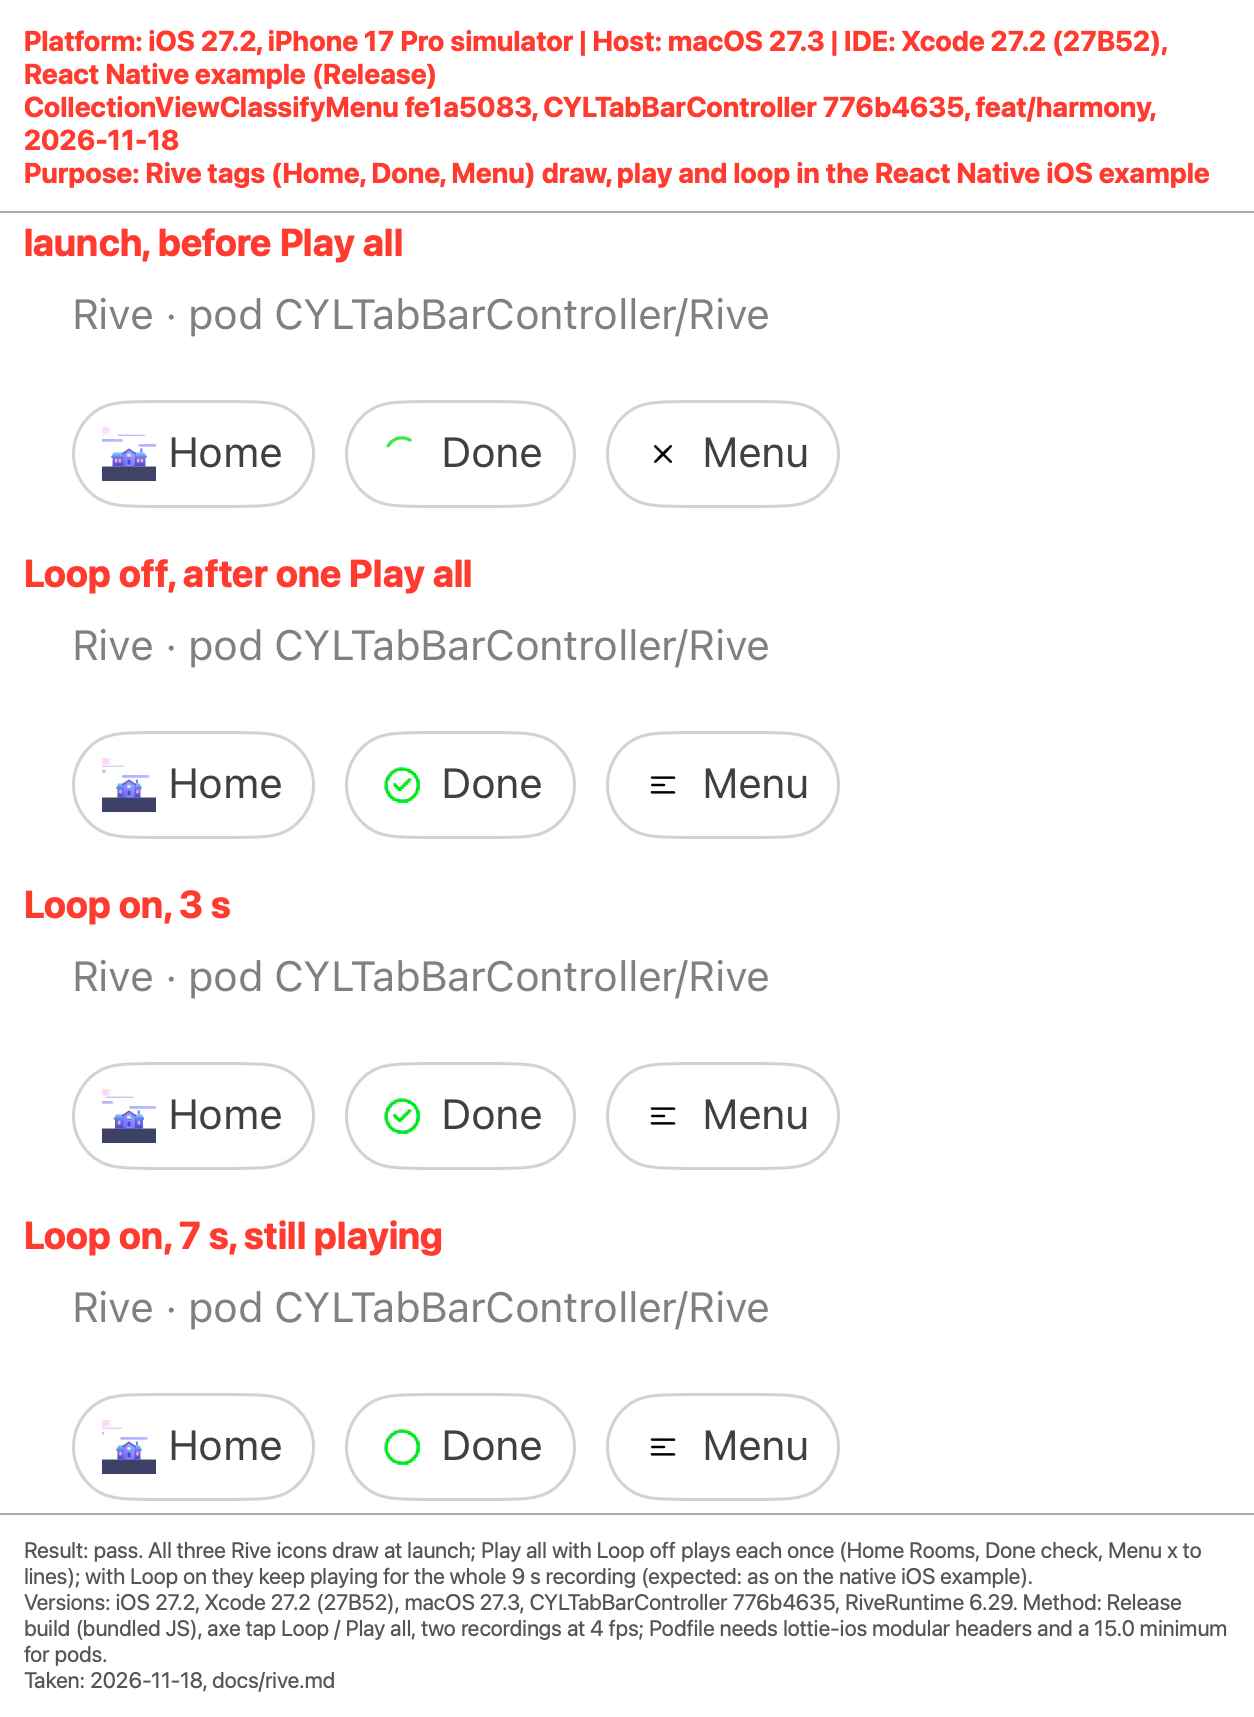 Platform: iOS 27.2, iPhone 17 Pro simulator | Host: macOS 27.3 | IDE: Xcode 27.2 (27B52),
React Native example (Release)
CollectionViewClassifyMenu fe1a5083, CYLTabBarController 776b4635, feat/harmony,
2026-11-18
Purpose: Rive tags (Home, Done, Menu) draw, play and loop in the React Native iOS example
launch, before Play all
Rive · pod CYLTabBarController/Rive
Home Done Menu
Loop off, after one Play all
Rive · pod CYLTabBarController/Rive
Home Done Menu
Loop on, 3 s
Rive · pod CYLTabBarController/Rive
Home Done Menu
Loop on, 7 s, still playing
Rive · pod CYLTabBarController/Rive
Home Done Menu
Result: pass. All three Rive icons draw at launch; Play all with Loop off plays each once (Home Rooms, Done check, Menu x to
lines); with Loop on they keep playing for the whole 9 s recording (expected: as on the native iOS example).
Versions: iOS 27.2, Xcode 27.2 (27B52), macOS 27.3, CYLTabBarController 776b4635, RiveRuntime 6.29. Method: Release
build (bundled JS), axe tap Loop / Play all, two recordings at 4 fps; Podfile needs lottie-ios modular headers and a 15.0 minimum
for pods.
Taken: 2026-11-18, docs/rive.md